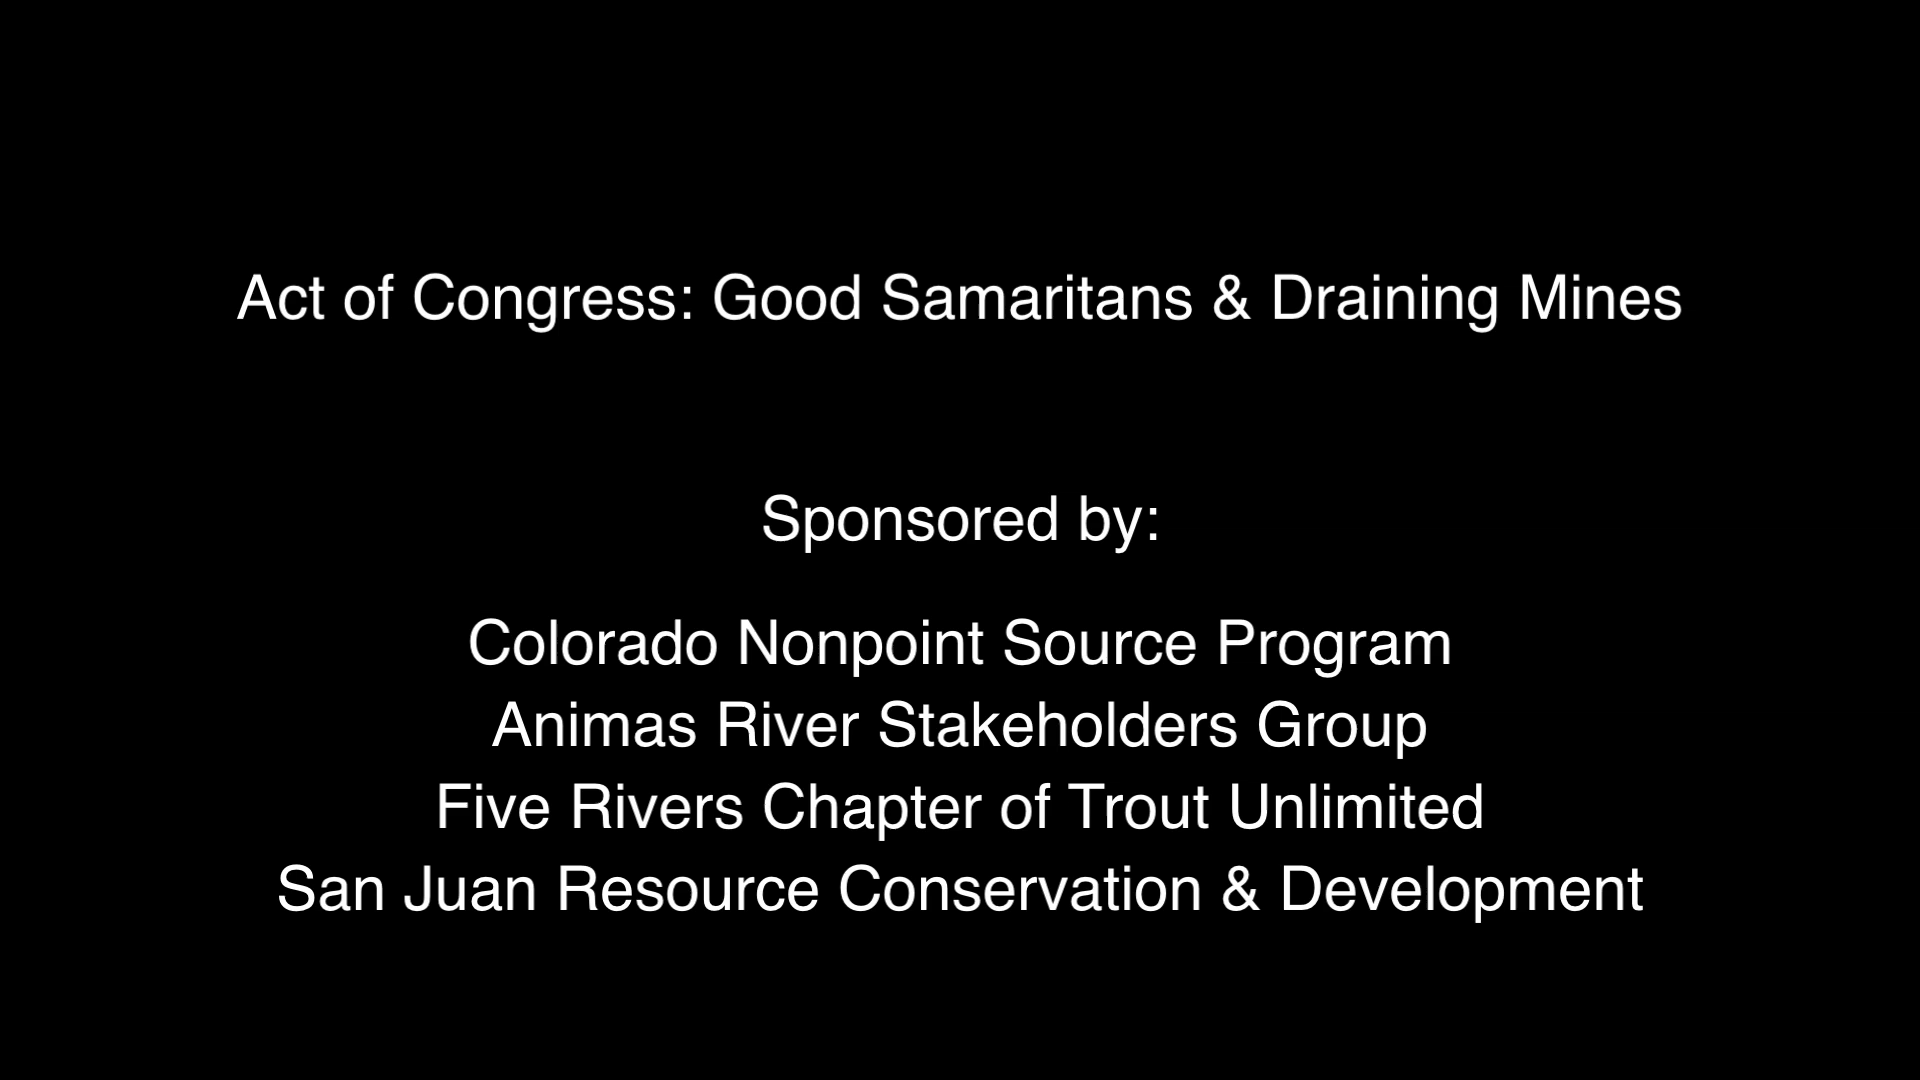 Act of Congress: Good Samaritans & Draining Mines
Sponsored by:
Colorado Nonpoint Source Program
Animas River Stakeholders Group
Five Rivers Chapter of Trout Unlimited
San Juan Resource Conservation & Development